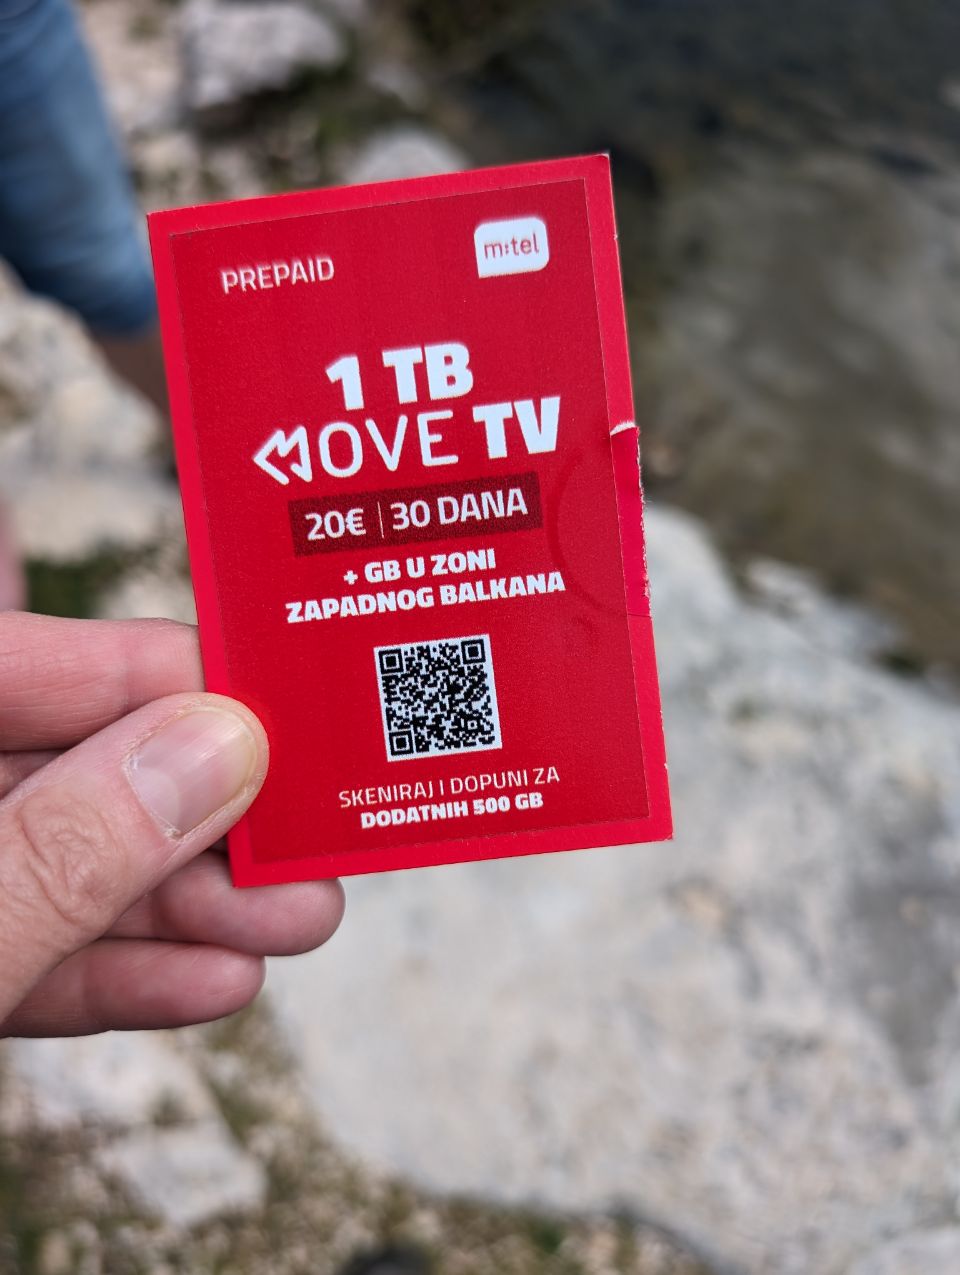 PREPAID
m:tel
1 TB
MOVE TV
20€ | 30 DANA
+ GB U ZONI
ZAPADNOG BALKANA
SKENIRAJ I DOPUNI ZA
DODATNIH 500 GB